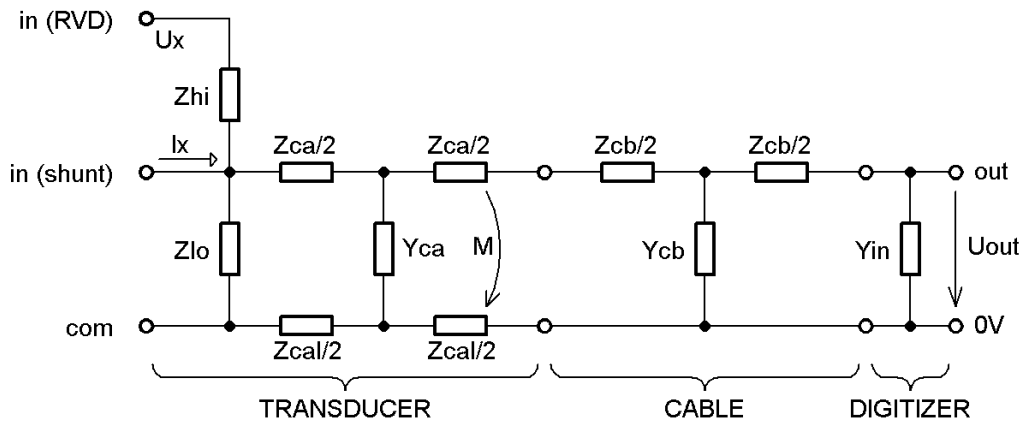 in (RVD)
Ux
Zhi
Ix
Zca/2
Zca/2
Zcb/2
Zcb/2
in (shunt)
out
Zlo
Yca
M
Ycb
Yin
Uout
com
0V
Zcal/2
Zcal/2
TRANSDUCER
CABLE
DIGITIZER